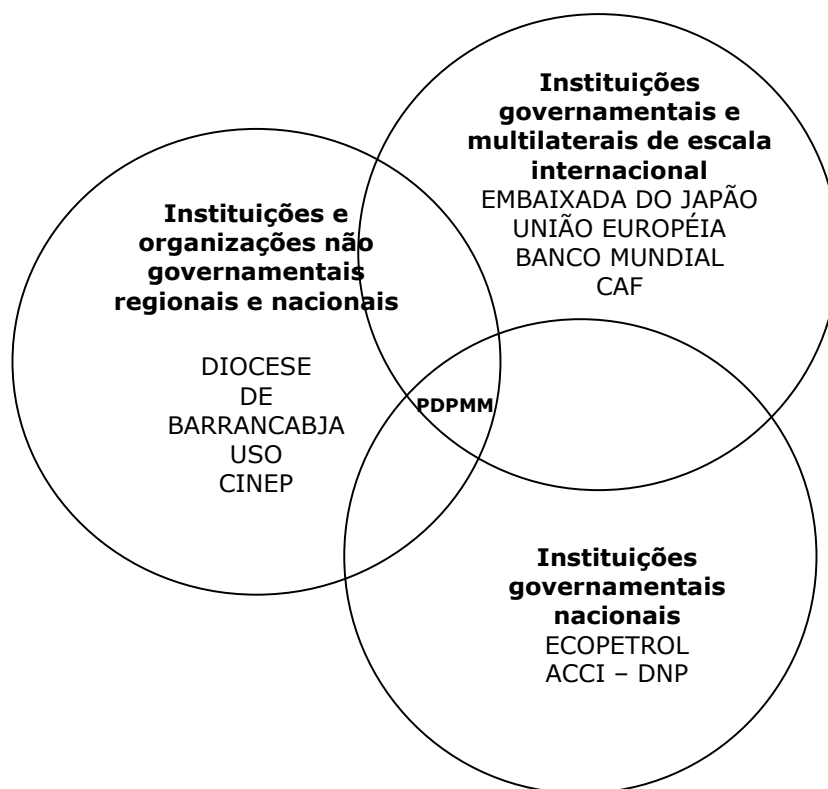 Instituições
governamentais e
multilaterais de escala
internacional
EMBAIXADA DO JAPÃO
UNIÃO EUROPÉIA
BANCO MUNDIAL
CAF
Instituições e
organizações não
governamentais
regionais e nacionais
DIOCESE
DE
BARRANCABJA
USO
CINEP
PDPMM
Instituições
governamentais
nacionais
ECOPETROL
ACCI – DNP